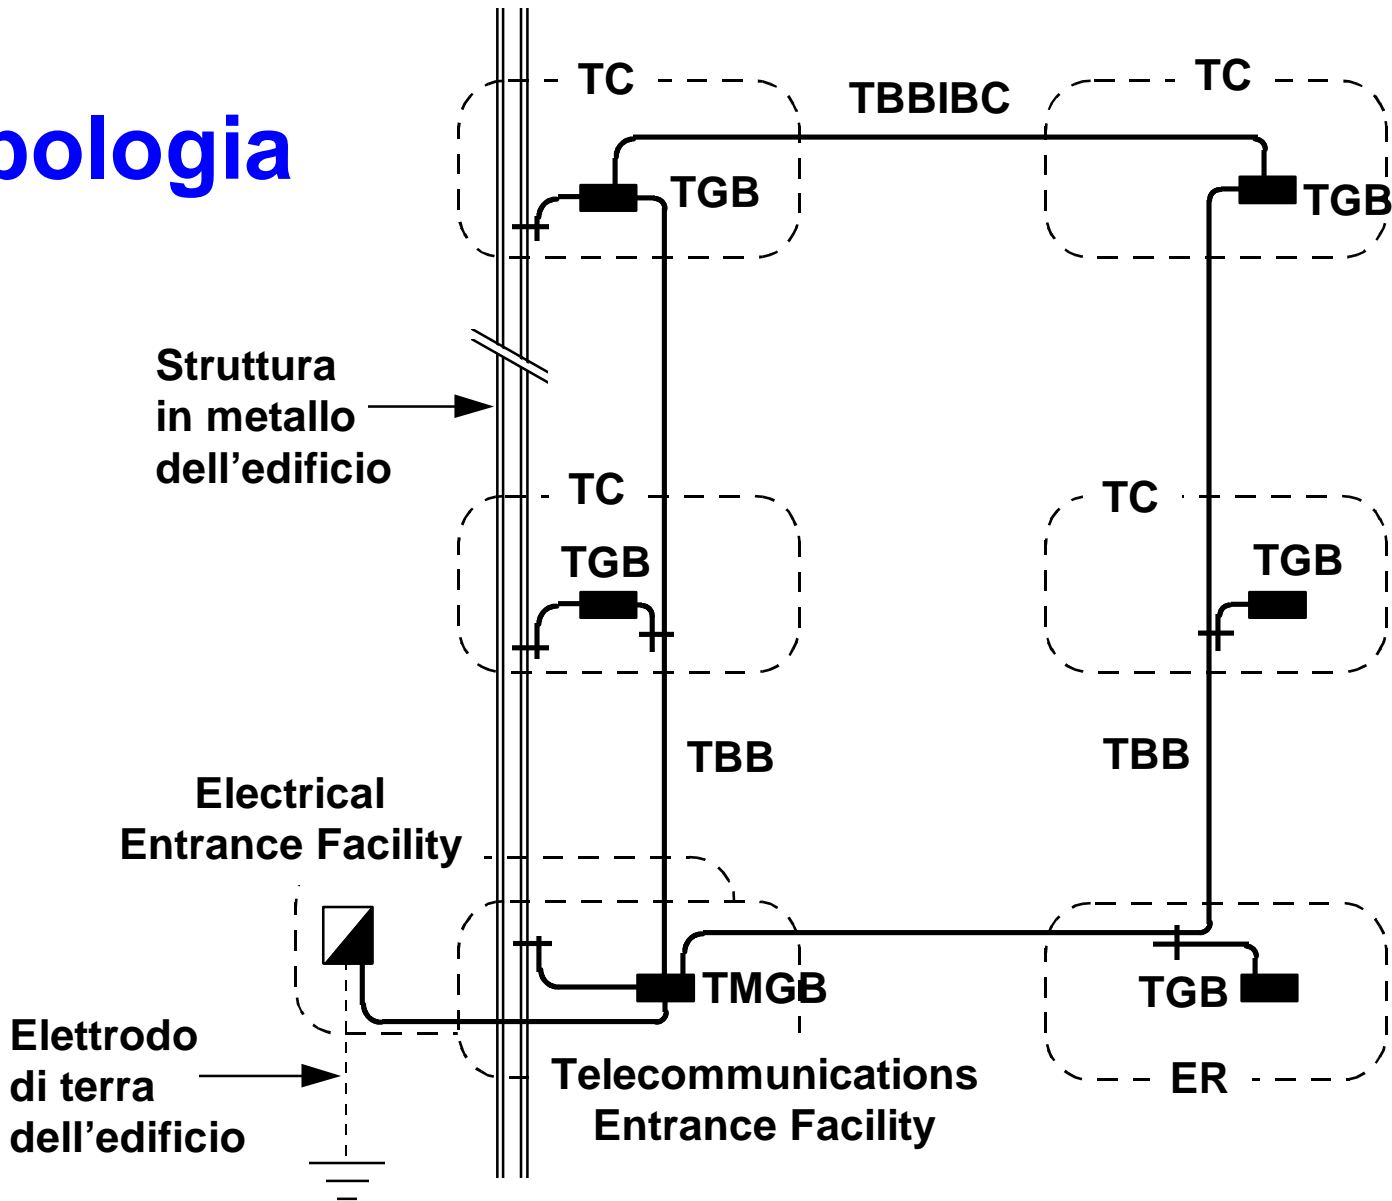 TC
TC
TBBIBC
pologia
TGB
TGB
Struttura
in metallo
dell'edificio
TC
TC
TGB
TGB
TBB
TBB
Electrical
Entrance Facility
TMGB
TGB
Elettrodo
di terra
dell'edificio
Telecommunications
Entrance Facility
ER